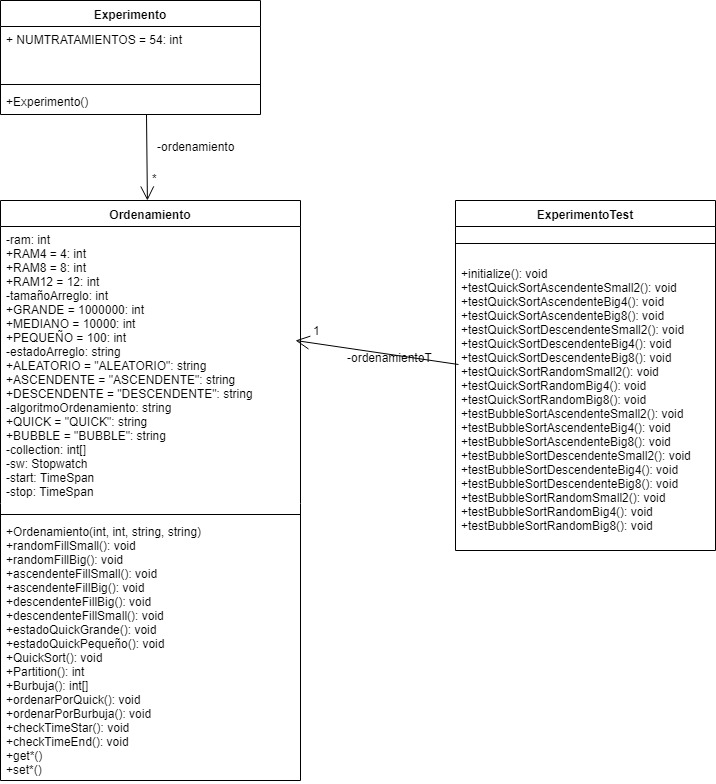 Experimento
+ NUMTRATAMIENTOS = 54: int
+Experimento()
-ordenamiento
*
Ordenamiento
-ram: int
+RAM4 = 4: int
+RAM8 = 8: int
+RAM12 = 12: int
-tamañoArreglo: int
+GRANDE = 1000000: int
+MEDIANO = 10000: int
+PEQUEÑO = 100: int
-estadoArreglo: string
+ALEATORIO = "ALEATORIO": string
+ASCENDENTE = "ASCENDENTE": string
+DESCENDENTE = "DESCENDENTE": string
-algoritmoOrdenamiento: string
+QUICK = "QUICK": string
+BUBBLE = "BUBBLE": string
-collection: int[]
-sw: Stopwatch
-start: TimeSpan
-stop: TimeSpan
+Ordenamiento(int, int, string, string)
+randomFillSmall(): void
+randomFillBig(): void
+ascendenteFillSmall(): void
+ascendenteFillBig(): void
+descendenteFillBig(): void
+descendenteFillSmall(): void
+estadoQuickGrande(): void
+estadoQuickPequeño(): void
+QuickSort(): void
+Partition(): int
+Burbuja(): int[]
+ordenarPorQuick(): void
+ordenarPorBurbuja(): void
+checkTimeStar(): void
+checkTimeEnd(): void
+get*()
+set*()
1
-ordenamientoT
ExperimentoTest
+initialize(): void
+testQuickSortAscendenteSmall2(): void
+testQuickSortAscendenteBig4(): void
+testQuickSortAscendenteBig8(): void
+testQuickSortDescendenteSmall2(): void
+testQuickSortDescendenteBig4(): void
+testQuickSortDescendenteBig8(): void
+testQuickSortRandomSmall2(): void
+testQuickSortRandomBig4(): void
+testQuickSortRandomBig8(): void
+testBubbleSortAscendenteSmall2(): void
+testBubbleSortAscendenteBig4(): void
+testBubbleSortAscendenteBig8(): void
+testBubbleSortDescendenteSmall2(): void
+testBubbleSortDescendenteBig4(): void
+testBubbleSortDescendenteBig8(): void
+testBubbleSortRandomSmall2(): void
+testBubbleSortRandomBig4(): void
+testBubbleSortRandomBig8(): void